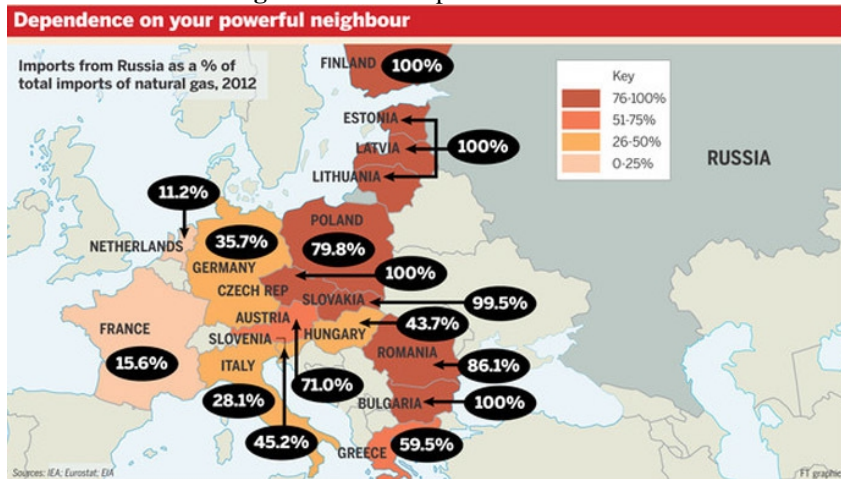 Dependence on your powerful neighbour
Imports from Russia as a % of
total imports of natural gas, 2012
FINLAND
100%
Key
76-100%
51-75%
26-50%
0-25%
ESTONIA
LATVIA
LITHUANIA
100%
RUSSIA
11.2%
NETHERLANDS
35.7%
GERMANY
POLAND
79.8%
CZECH REP
100%
SLOVAKIA
99.5%
AUSTRIA
71.0%
SLOVENIA
45.2%
HUNGARY
43.7%
FRANCE
15.6%
ITALY
28.1%
ROMANIA
86.1%
BULGARIA
100%
GREECE
59.5%
Sources: IEA; Eurostat; EIA
FT graphic